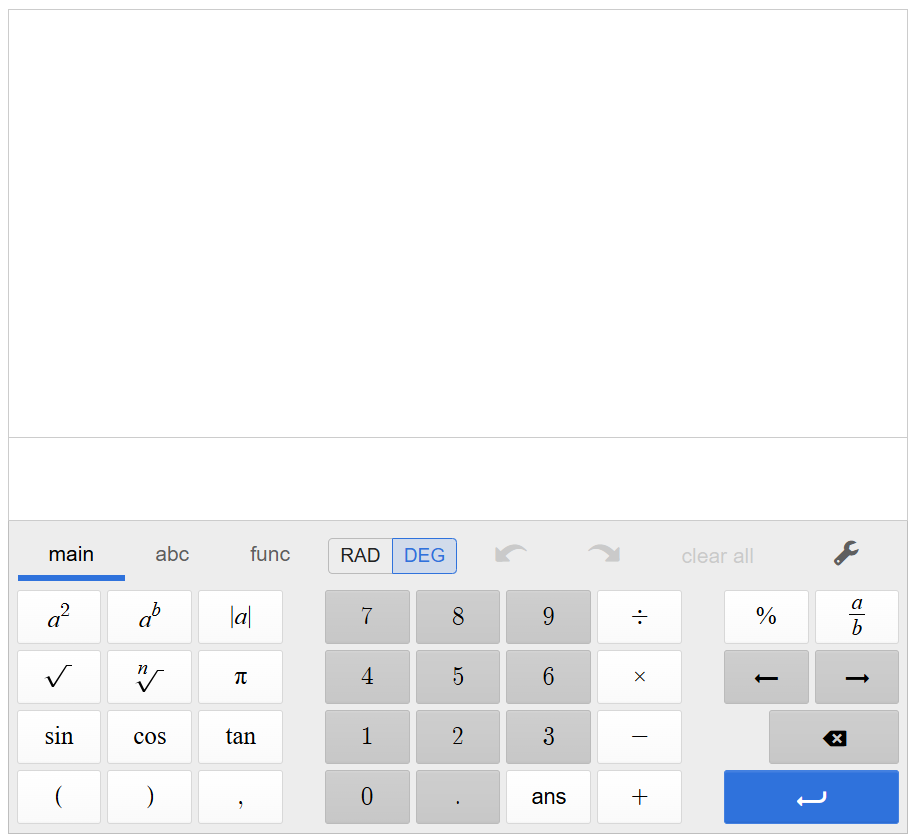 main abc func RAD DEG clear all
a² aᵇ |a| 7 8 9 ÷ % a/b
√ ⁿ√ π 4 5 6 × ← →
sin cos tan 1 2 3 −
( ) , 0 . ans +